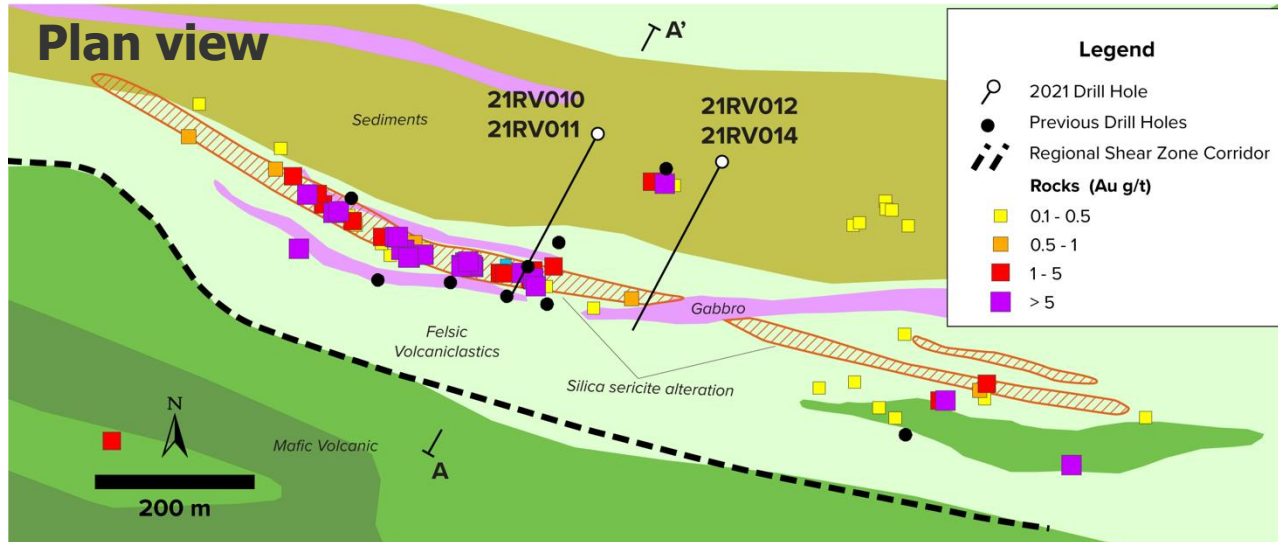 Plan view
A'
21RV010
21RV011
21RV012
21RV014
Sediments
Gabbro
Felsic
Volcaniclastics
Silica sericite alteration
Mafic Volcanic
N
200 m
A
Legend
2021 Drill Hole
Previous Drill Holes
Regional Shear Zone Corridor
Rocks (Au g/t)
0.1 - 0.5
0.5 - 1
1 - 5
> 5